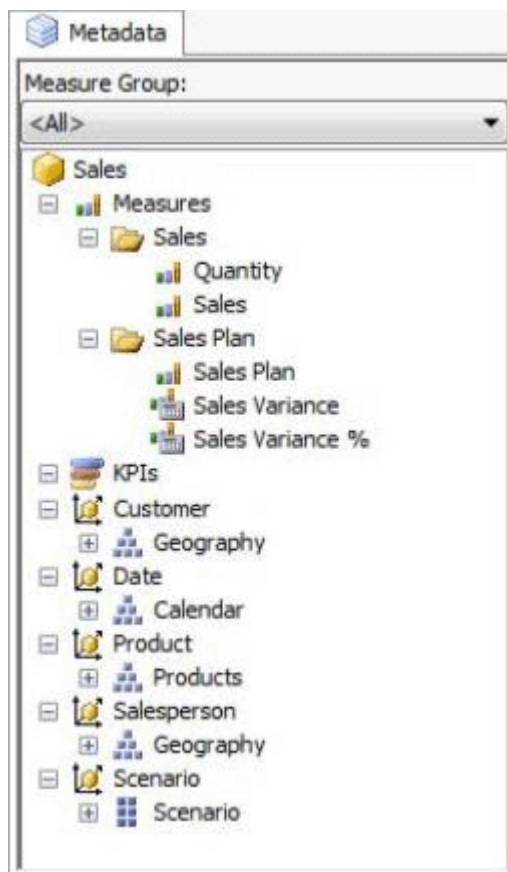 Metadata
Measure Group:
<All>
Sales
Measures
Sales
Quantity
Sales
Sales Plan
Sales Plan
Sales Variance
Sales Variance %
KPIs
Customer
Geography
Date
Calendar
Product
Products
Salesperson
Geography
Scenario
Scenario